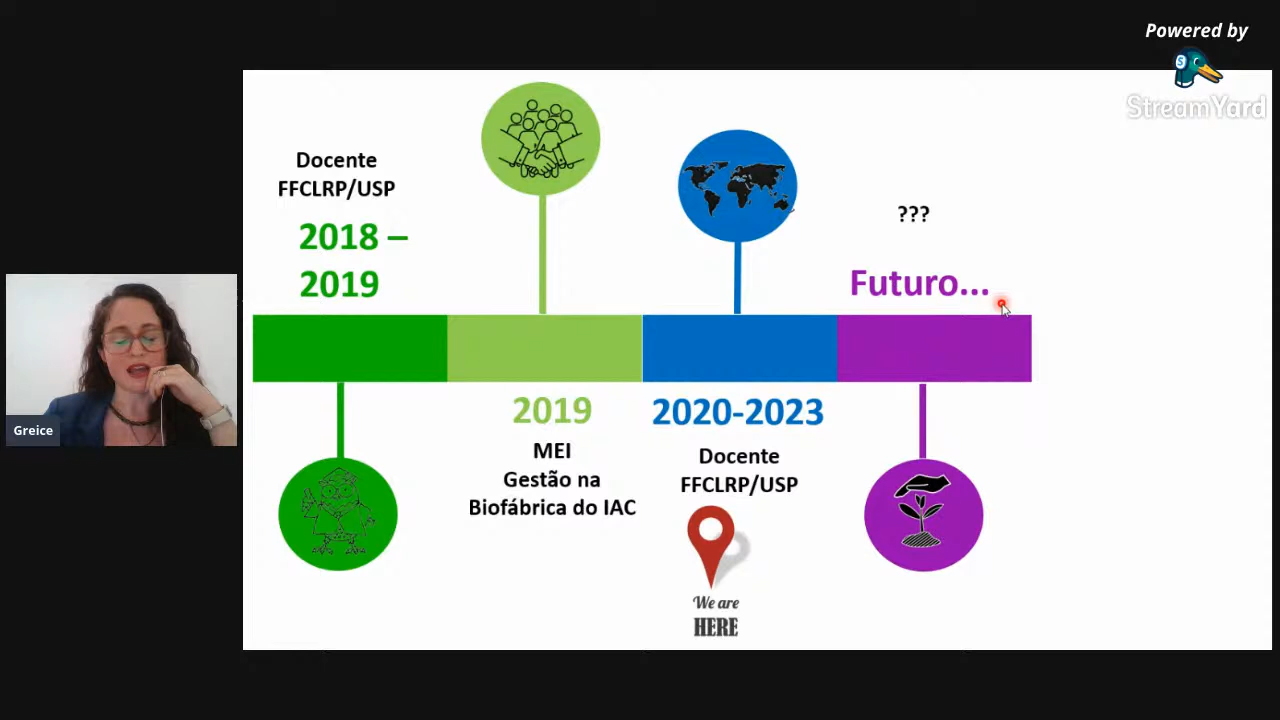 Powered by
StreamYard
Docente
FFCLRP/USP
2018 –
2019
???
Futuro...
2019
MEI
Gestão na
Biofábrica do IAC
2020-2023
Docente
FFCLRP/USP
We are
HERE
Greice